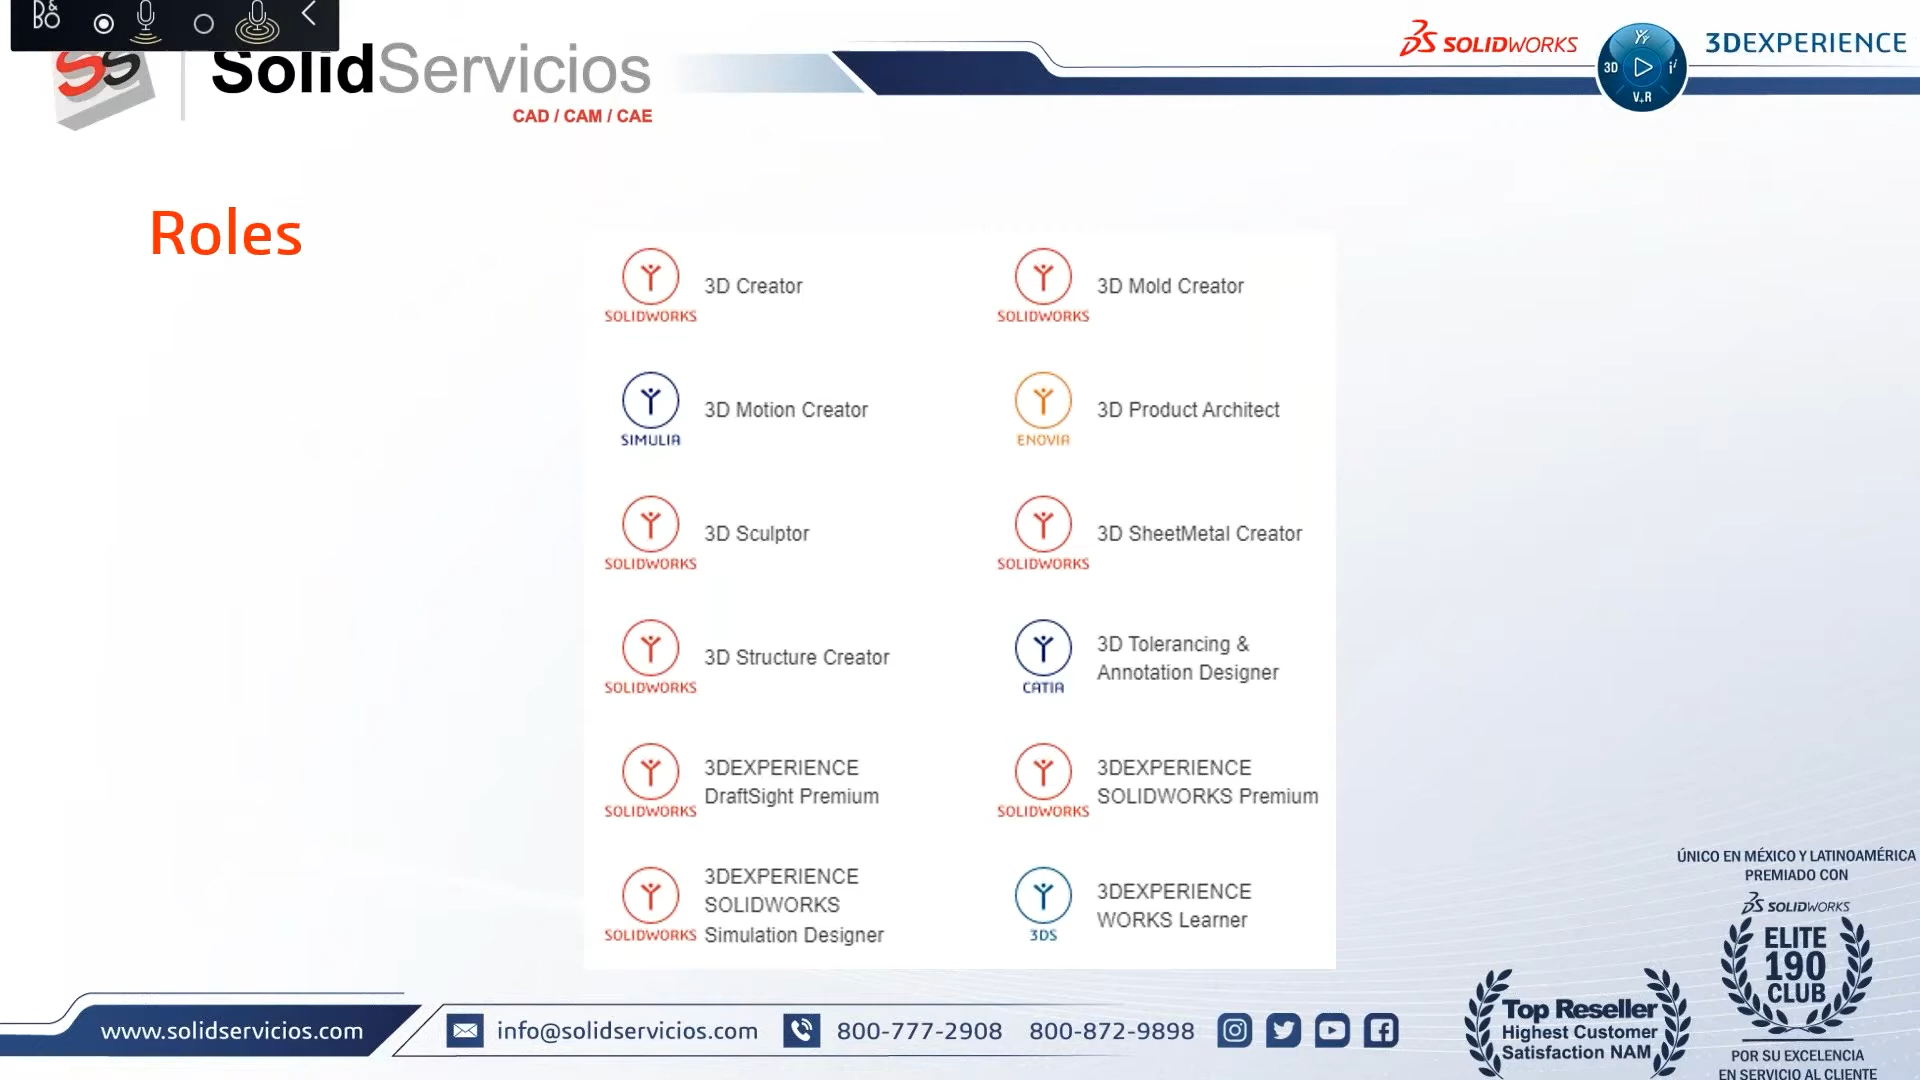 B&O
SS
SolidServicios
CAD / CAM / CAE
SOLIDWORKS
3D
i
V,R
3DEXPERIENCE
Roles
SOLIDWORKS
3D Creator
SOLIDWORKS
3D Mold Creator
SIMULIA
3D Motion Creator
ENOVIA
3D Product Architect
SOLIDWORKS
3D Sculptor
SOLIDWORKS
3D SheetMetal Creator
SOLIDWORKS
3D Structure Creator
CATIA
3D Tolerancing &
Annotation Designer
SOLIDWORKS
3DEXPERIENCE
DraftSight Premium
SOLIDWORKS
3DEXPERIENCE
SOLIDWORKS Premium
SOLIDWORKS
3DEXPERIENCE
SOLIDWORKS
Simulation Designer
3DS
3DEXPERIENCE
WORKS Learner
ÚNICO EN MÉXICO Y LATINOAMÉRICA
PREMIADO CON
SOLIDWORKS
ELITE
190
CLUB
POR SU EXCELENCIA
EN SERVICIO AL CLIENTE
Top Reseller
Highest Customer
Satisfaction NAM
www.solidservicios.com
info@solidservicios.com
800-777-2908
800-872-9898